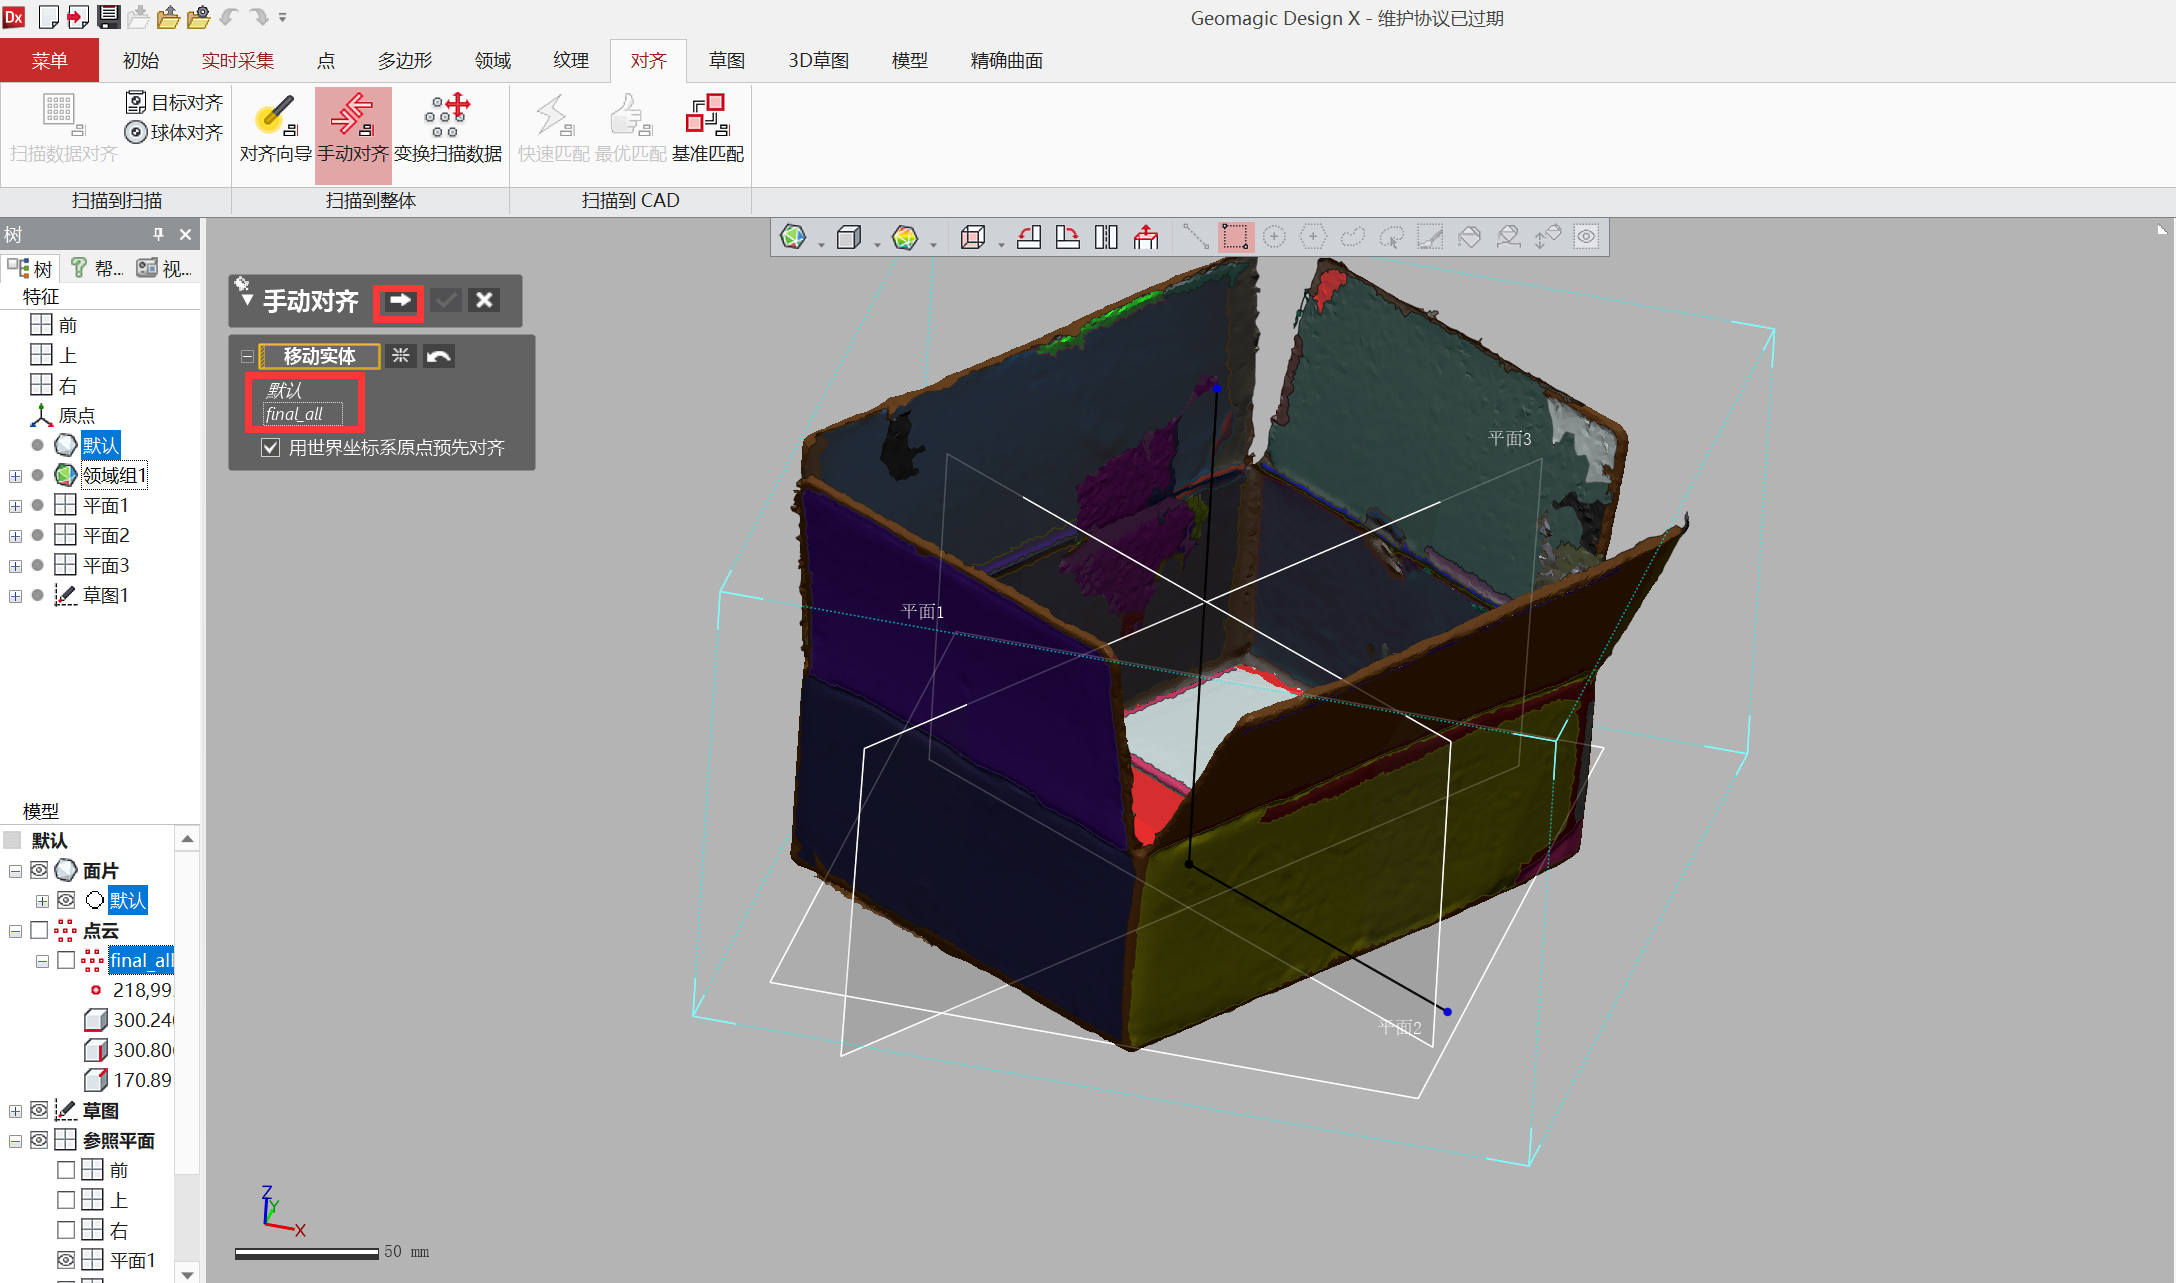 Dx
Geomagic Design X - 维护协议已过期
菜单 初始 实时采集 点 多边形 领域 纹理 对齐 草图 3D草图 模型 精确曲面
扫描数据对齐 目标对齐 球体对齐 对齐向导 手动对齐 变换扫描数据 快速匹配 最优匹配 基准匹配
扫描到扫描 扫描到整体 扫描到 CAD
树
树 帮... 视...
特征
前
上
右
原点
默认
领域组1
平面1
平面2
平面3
草图1
模型
默认
面片
默认
点云
final_all
218,99
300.24
300.80
170.89
草图
参照平面
前
上
右
平面1
手动对齐
移动实体
默认
final_all
用世界坐标系原点预先对齐
平面3
平面1
平面2
Z
Y
X
50 mm